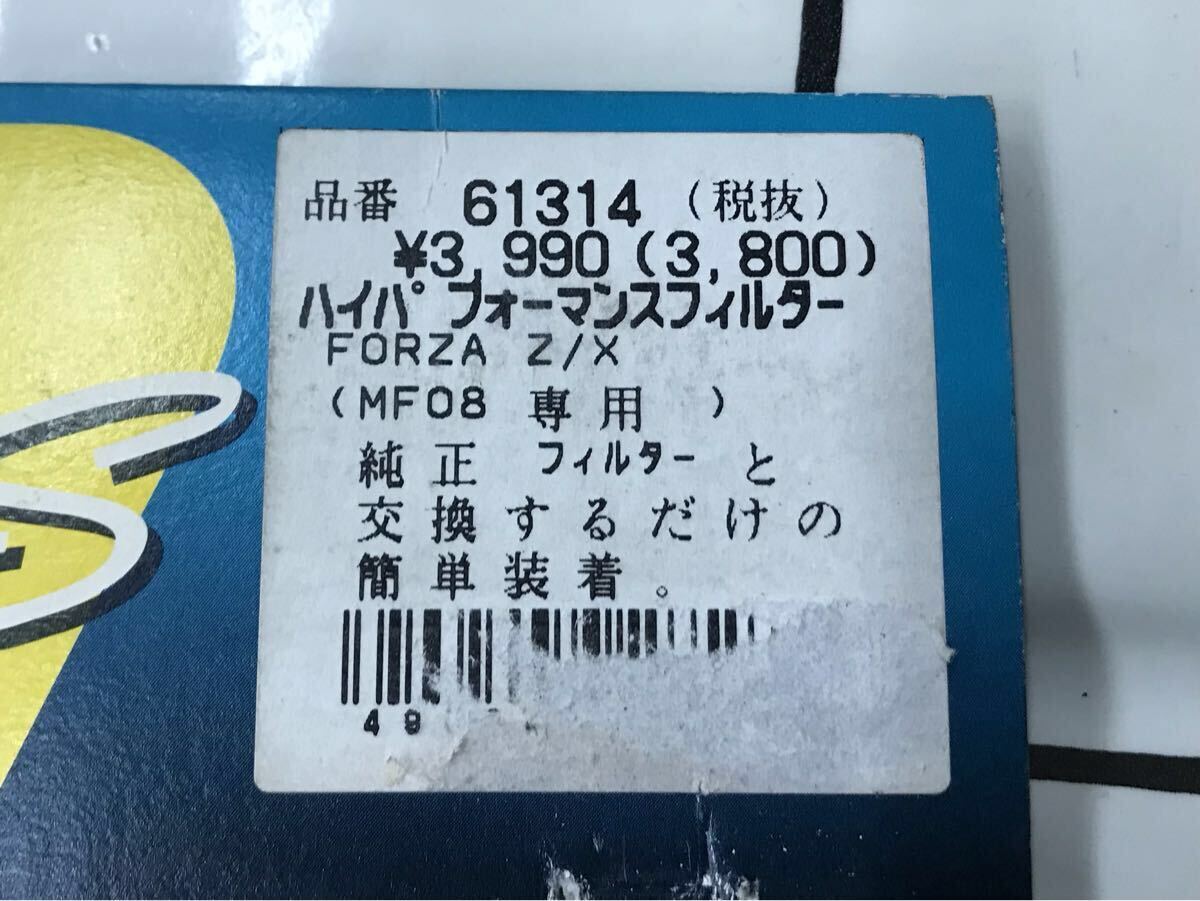 品番 61314 (税抜)
¥3,990(3,800)
ハイパフォーマンスフィルター
FORZA Z/X
(MF08 専用 )
純正 フィルター と
交換するだけの
簡単装着。
49